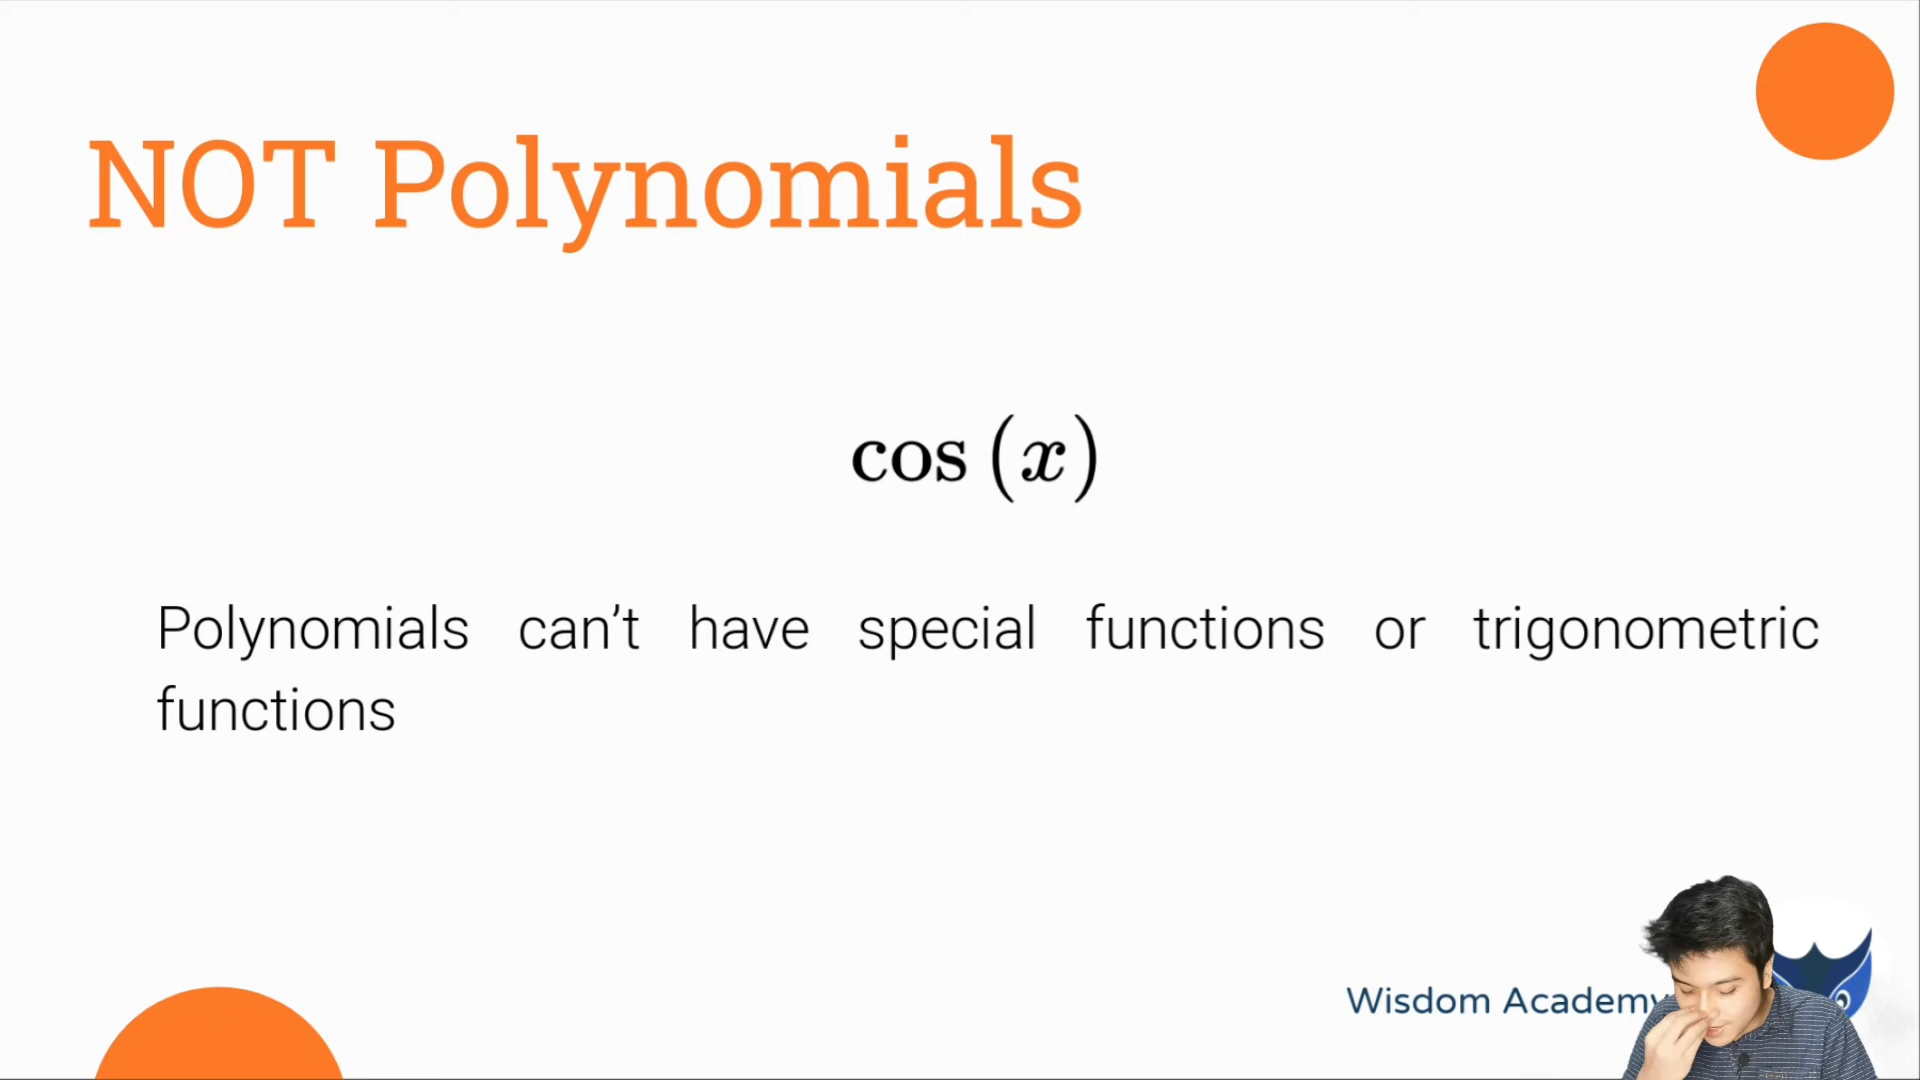 NOT Polynomials
cos (x)
Polynomials can’t have special functions or trigonometric
functions
Wisdom Academy